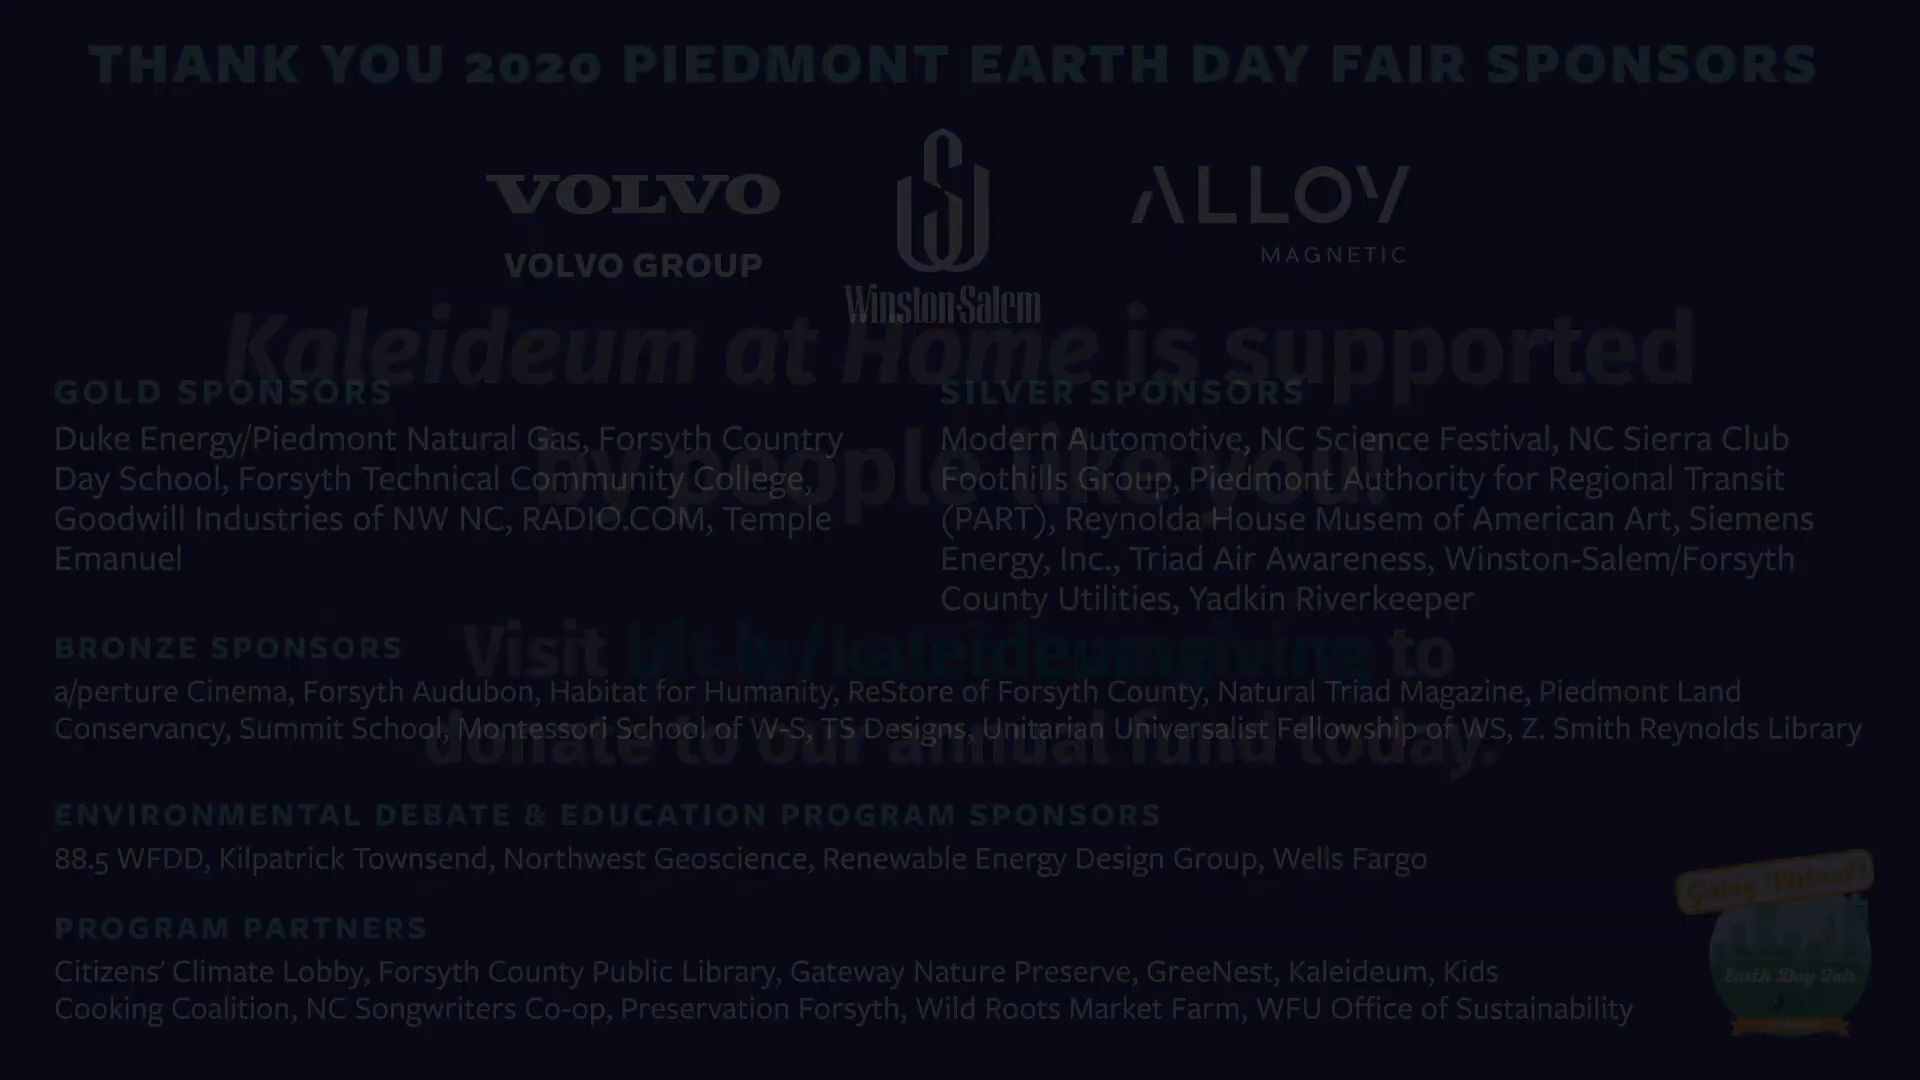 THANK YOU 2020 PIEDMONT EARTH DAY FAIR SPONSORS
VOLVO
VOLVO GROUP
WS
Winston-Salem
ALLOY
MAGNETIC
Kaleideum at Home is supported
by people like you!
Visit bit.ly/kaleideumgiving to
donate to our annual fund today.
GOLD SPONSORS
Duke Energy/Piedmont Natural Gas, Forsyth Country
Day School, Forsyth Technical Community College,
Goodwill Industries of NW NC, RADIO.COM, Temple
Emanuel
SILVER SPONSORS
Modern Automotive, NC Science Festival, NC Sierra Club
Foothills Group, Piedmont Authority for Regional Transit
(PART), Reynolda House Musem of American Art, Siemens
Energy, Inc., Triad Air Awareness, Winston-Salem/Forsyth
County Utilities, Yadkin Riverkeeper
BRONZE SPONSORS
a/perture Cinema, Forsyth Audubon, Habitat for Humanity, ReStore of Forsyth County, Natural Triad Magazine, Piedmont Land
Conservancy, Summit School, Montessori School of W-S, TS Designs, Unitarian Universalist Fellowship of WS, Z. Smith Reynolds Library
ENVIRONMENTAL DEBATE & EDUCATION PROGRAM SPONSORS
88.5 WFDD, Kilpatrick Townsend, Northwest Geoscience, Renewable Energy Design Group, Wells Fargo
PROGRAM PARTNERS
Citizens' Climate Lobby, Forsyth County Public Library, Gateway Nature Preserve, GreeNest, Kaleideum, Kids
Cooking Coalition, NC Songwriters Co-op, Preservation Forsyth, Wild Roots Market Farm, WFU Office of Sustainability
Going Virtual!
Earth Day Fair